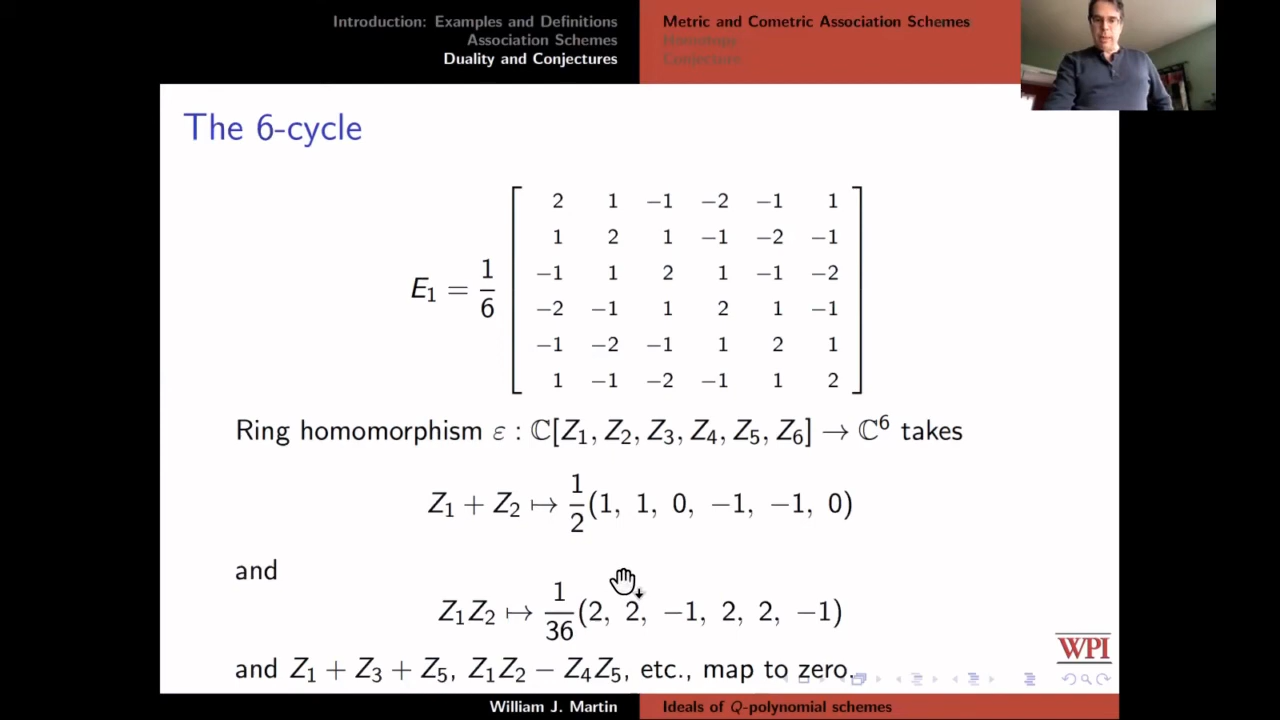 Introduction: Examples and Definitions
Association Schemes
Duality and Conjectures
Metric and Cometric Association Schemes
Homotopy
Conjecture
The 6-cycle
E₁ = 1/6
2 1 −1 −2 −1 1
1 2 1 −1 −2 −1
−1 1 2 1 −1 −2
−2 −1 1 2 1 −1
−1 −2 −1 1 2 1
1 −1 −2 −1 1 2
Ring homomorphism ε : ℂ[Z₁, Z₂, Z₃, Z₄, Z₅, Z₆] → ℂ⁶ takes
Z₁ + Z₂ ↦ 1/2 (1, 1, 0, −1, −1, 0)
and
Z₁Z₂ ↦ 1/36 (2, 2, −1, 2, 2, −1)
and Z₁ + Z₃ + Z₅, Z₁Z₂ − Z₄Z₅, etc., map to zero.
WPI
William J. Martin
Ideals of Q-polynomial schemes